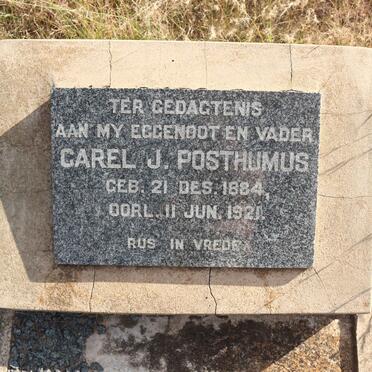 TER GEDAGTENIS
AAN MY EGGENOOT EN VADER
CAREL J. POSTHUMUS
GEB. 21 DES. 1884,
OORL. 11 JUN. 1921.
RUS IN VREDE.